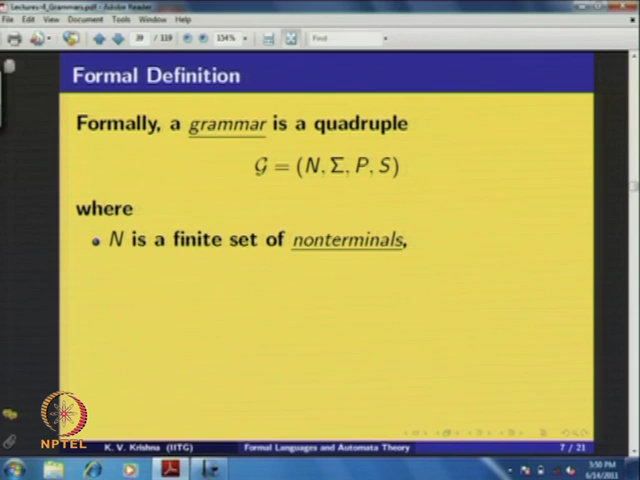 Lectures-4_Grammars.pdf - Adobe Reader
File Edit View Document Tools Window Help
39 / 119 154% Find
Formal Definition
Formally, a grammar is a quadruple
𝒢 = (N, Σ, P, S)
where
• N is a finite set of nonterminals,
NPTEL
K. V. Krishna (IITG) Formal Languages and Automata Theory 7 / 21
3:50 PM
6/14/2011